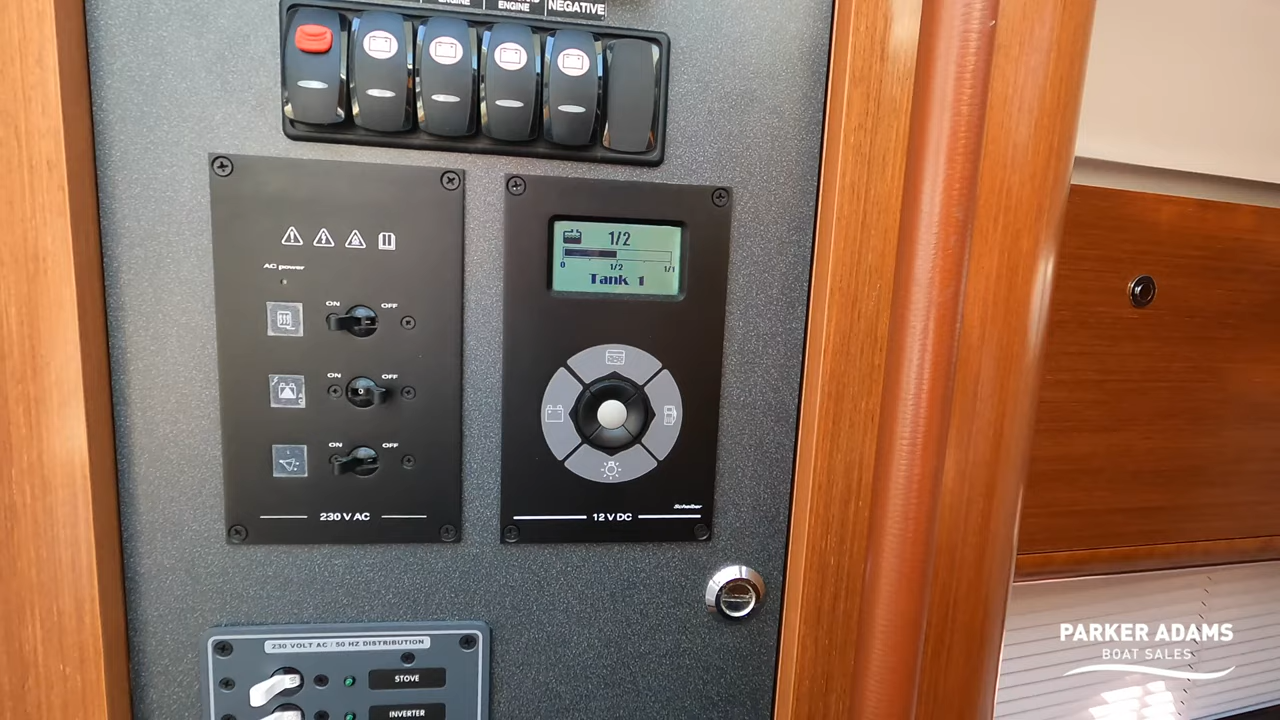 ENGINE
ENGINE
NEGATIVE
AC power
ON
OFF
ON
OFF
ON
OFF
230 V AC
1/2
0
1/2
1/1
Tank 1
Scheiber
12 V DC
230 VOLT AC / 50 HZ DISTRIBUTION
STOVE
INVERTER
PARKER ADAMS
BOAT SALES